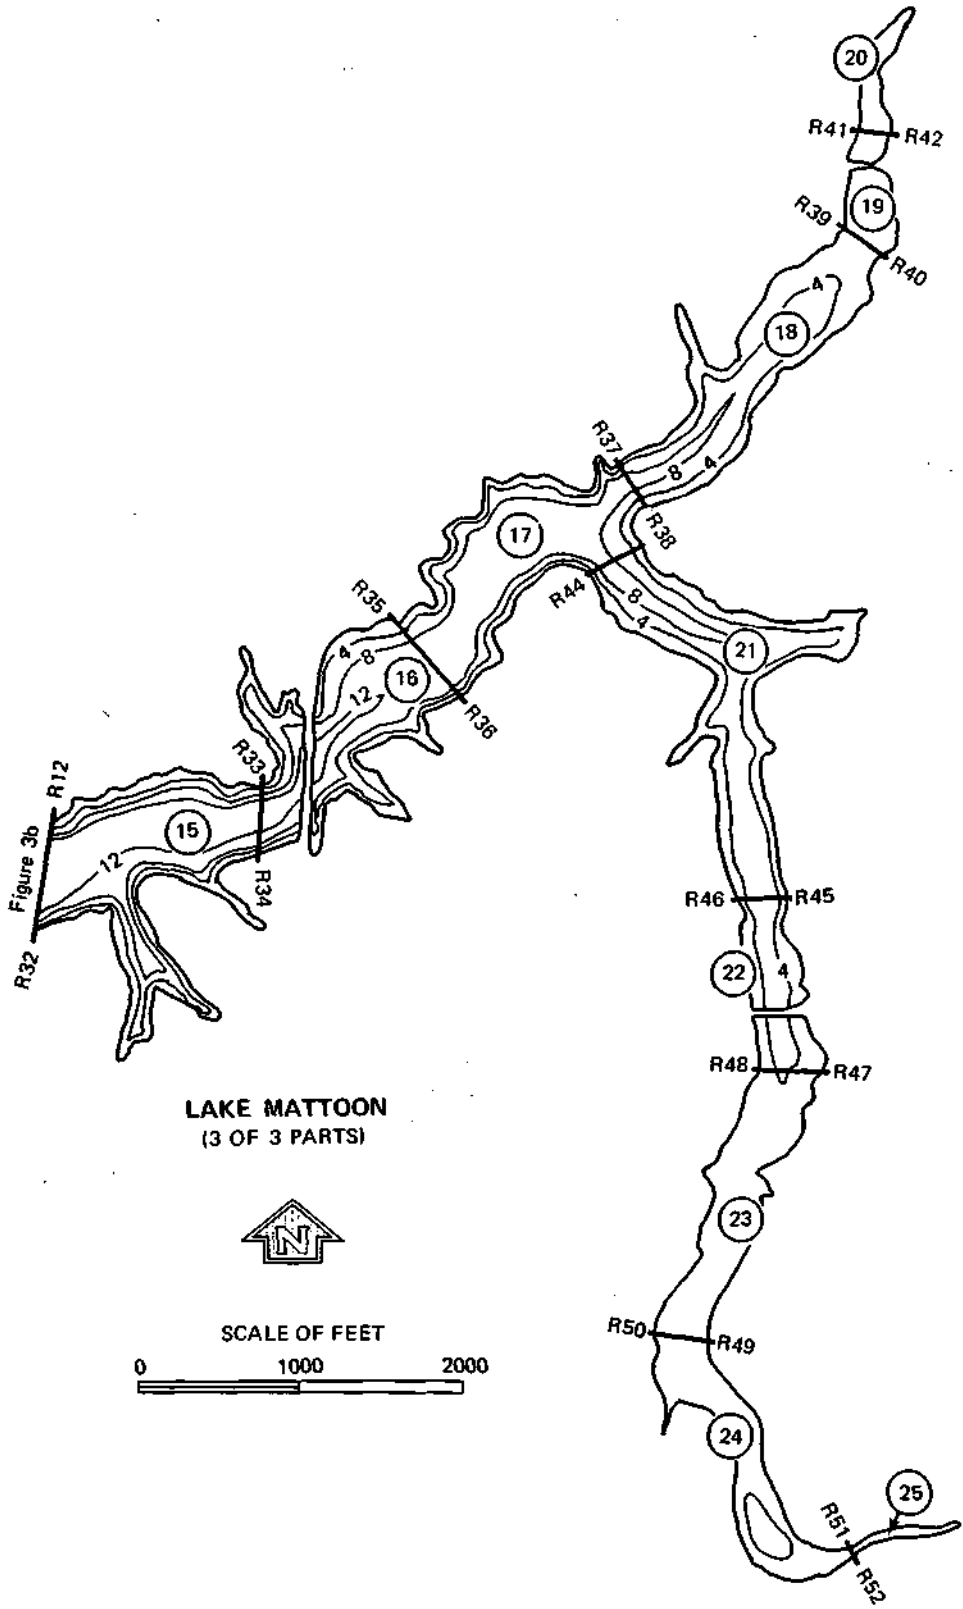 20
R41
R42
19
R39
R40
4
18
R37
8
4
R38
17
R44
R35
8
4
21
4
8
16
12
R36
R33
R12
15
12
Figure 3b
R34
R32
R46
R45
22
4
R48
R47
LAKE MATTOON
(3 OF 3 PARTS)
N
23
SCALE OF FEET
0 1000 2000
R50
R49
24
25
R51
R52